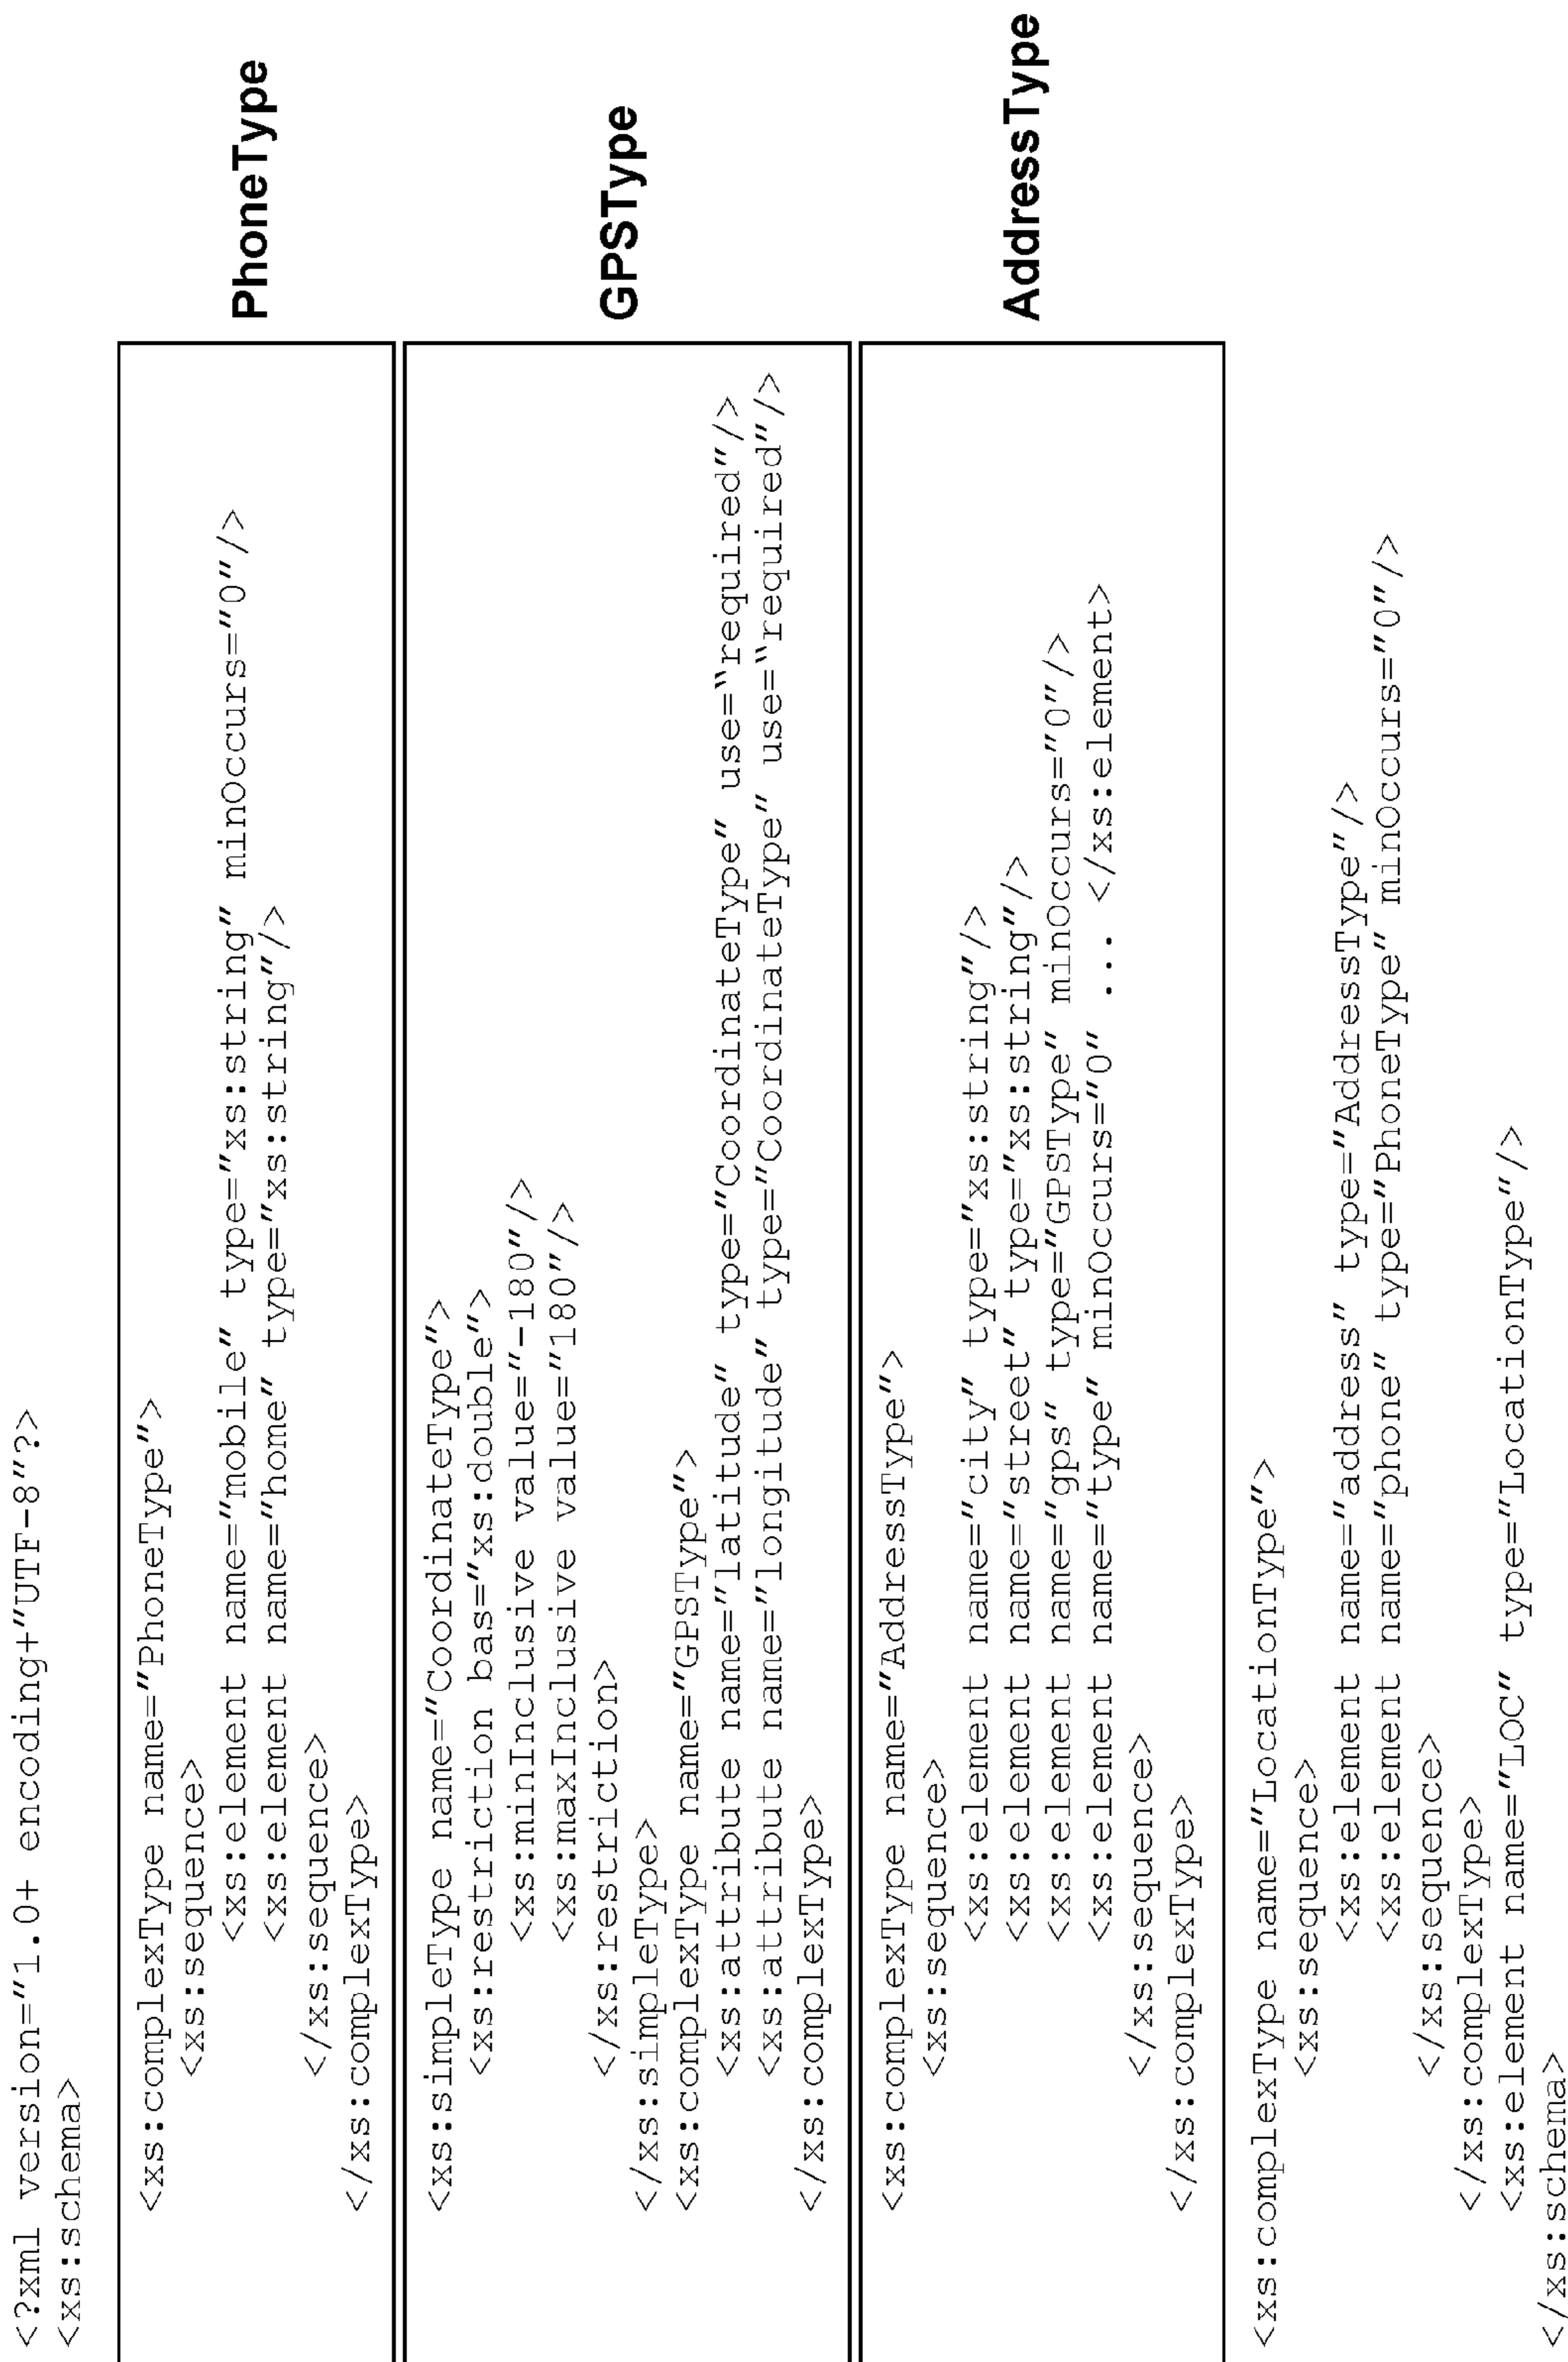 <?xml version="1.0+ encoding+"UTF-8"?>
<xs:schema>
<xs:complexType name="PhoneType">
<xs:sequence>
<xs:element name="mobile" type="xs:string" minOccurs="0"/>
<xs:element name="home" type="xs:string"/>
</xs:sequence>
</xs:complexType>
PhoneType
<xs:simpleType name="CoordinateType">
<xs:restriction bas="xs:double">
<xs:minInclusive value="-180"/>
<xs:maxInclusive value="180"/>
</xs:restriction>
</xs:simpleType>
<xs:complexType name="GPSType">
<xs:attribute name="latitude" type="CoordinateType" use="required"/>
<xs:attribute name="longitude" type="CoordinateType" use="required"/>
</xs:complexType>
GPSType
<xs:complexType name="AddressType">
<xs:sequence>
<xs:element name="city" type="xs:string"/>
<xs:element name="street" type="xs:string"/>
<xs:element name="gps" type="GPSType" minOccurs="0"/>
<xs:element name="type" minOccurs="0" ... </xs:element>
</xs:sequence>
</xs:complexType>
AddressType
<xs:complexType name="LocationType">
<xs:sequence>
<xs:element name="address" type="AddressType"/>
<xs:element name="phone" type="PhoneType" minOccurs="0"/>
</xs:sequence>
</xs:complexType>
<xs:element name="LOC" type="LocationType"/>
</xs:schema>